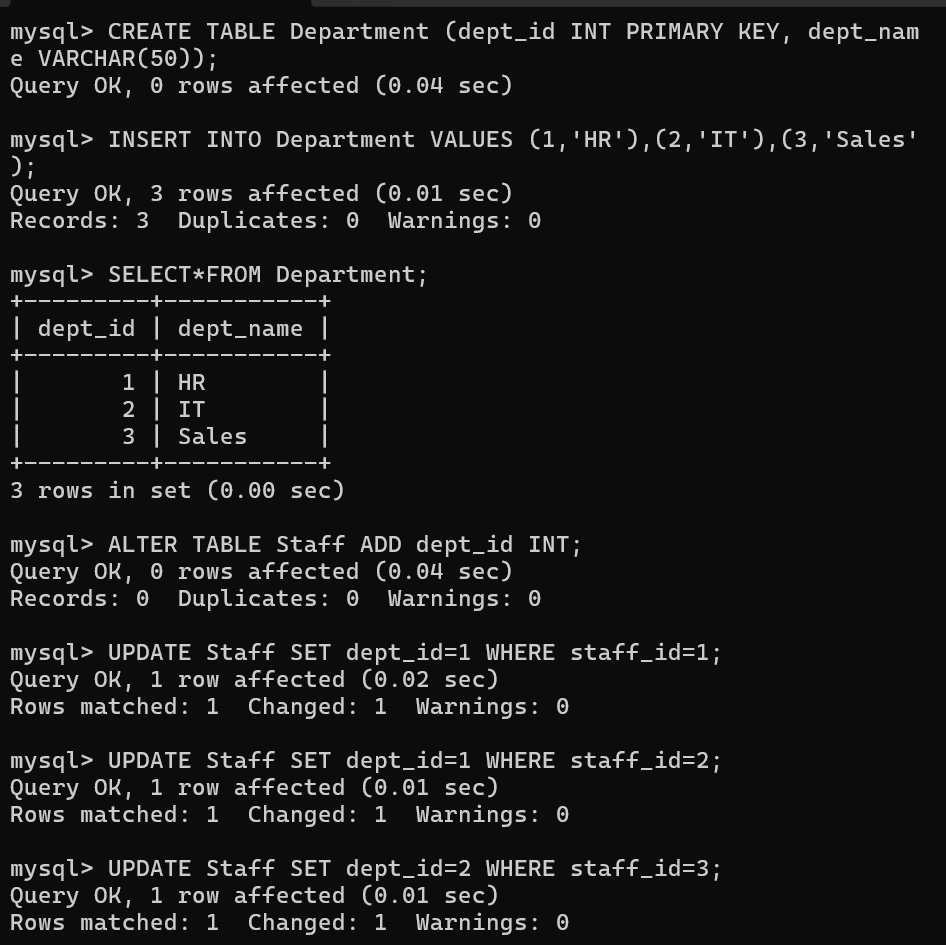 mysql> CREATE TABLE Department (dept_id INT PRIMARY KEY, dept_nam
e VARCHAR(50));
Query OK, 0 rows affected (0.04 sec)

mysql> INSERT INTO Department VALUES (1,'HR'),(2,'IT'),(3,'Sales'
);
Query OK, 3 rows affected (0.01 sec)
Records: 3  Duplicates: 0  Warnings: 0

mysql> SELECT*FROM Department;
+---------+-----------+
| dept_id | dept_name |
+---------+-----------+
|       1 | HR        |
|       2 | IT        |
|       3 | Sales     |
+---------+-----------+
3 rows in set (0.00 sec)

mysql> ALTER TABLE Staff ADD dept_id INT;
Query OK, 0 rows affected (0.04 sec)
Records: 0  Duplicates: 0  Warnings: 0

mysql> UPDATE Staff SET dept_id=1 WHERE staff_id=1;
Query OK, 1 row affected (0.02 sec)
Rows matched: 1  Changed: 1  Warnings: 0

mysql> UPDATE Staff SET dept_id=1 WHERE staff_id=2;
Query OK, 1 row affected (0.01 sec)
Rows matched: 1  Changed: 1  Warnings: 0

mysql> UPDATE Staff SET dept_id=2 WHERE staff_id=3;
Query OK, 1 row affected (0.01 sec)
Rows matched: 1  Changed: 1  Warnings: 0